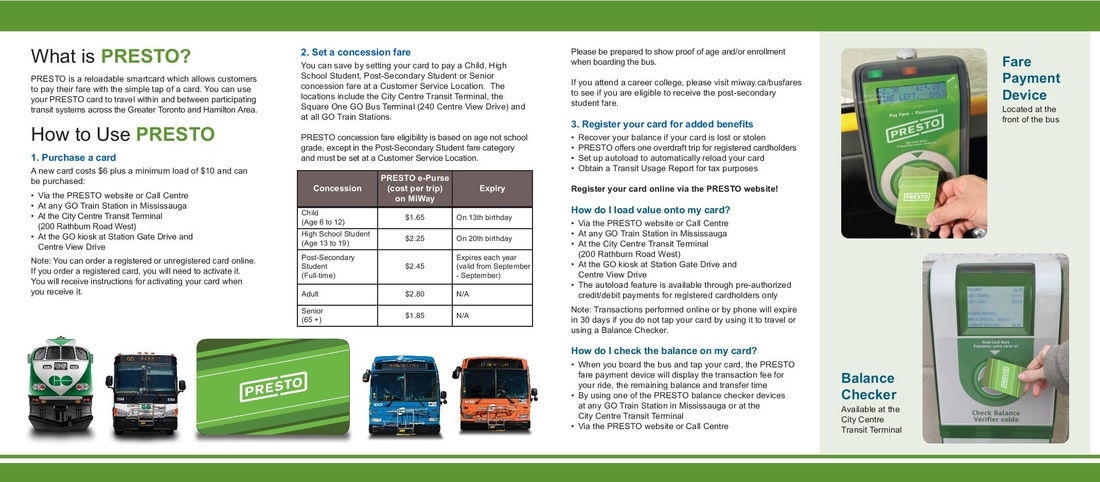 What is PRESTO?
PRESTO is a reloadable smartcard which allows customers
to pay their fare with the simple tap of a card. You can use
your PRESTO card to travel within and between participating
transit systems across the Greater Toronto and Hamilton Area.
How to Use PRESTO
1. Purchase a card
A new card costs $6 plus a minimum load of $10 and can
be purchased:
• Via the PRESTO website or Call Centre
• At any GO Train Station in Mississauga
• At the City Centre Transit Terminal
(200 Rathburn Road West)
• At the GO kiosk at Station Gate Drive and
Centre View Drive
Note: You can order a registered or unregistered card online.
If you order a registered card, you will need to activate it.
You will receive instructions for activating your card when
you receive it.
PRESTO
2. Set a concession fare
You can save by setting your card to pay a Child, High
School Student, Post-Secondary Student or Senior
concession fare at a Customer Service Location. The
locations include the City Centre Transit Terminal, the
Square One GO Bus Terminal (240 Centre View Drive) and
at all GO Train Stations.
PRESTO concession fare eligibility is based on age not school
grade, except in the Post-Secondary Student fare category
and must be set at a Customer Service Location.
Concession
PRESTO e-Purse
(cost per trip)
on MiWay
Expiry
Child
(Age 6 to 12)
$1.65
On 13th birthday
High School Student
(Age 13 to 19)
$2.25
On 20th birthday
Post-Secondary
Student
(Full-time)
$2.45
Expires each year
(valid from September
- September)
Adult
$2.80
N/A
Senior
(65 +)
$1.85
N/A
Please be prepared to show proof of age and/or enrollment
when boarding the bus.
If you attend a career college, please visit miway.ca/busfares
to see if you are eligible to receive the post-secondary
student fare.
3. Register your card for added benefits
• Recover your balance if your card is lost or stolen
• PRESTO offers one overdraft trip for registered cardholders
• Set up autoload to automatically reload your card
• Obtain a Transit Usage Report for tax purposes
Register your card online via the PRESTO website!
How do I load value onto my card?
• Via the PRESTO website or Call Centre
• At any GO Train Station in Mississauga
• At the City Centre Transit Terminal
(200 Rathburn Road West)
• At the GO kiosk at Station Gate Drive and
Centre View Drive
• The autoload feature is available through pre-authorized
credit/debit payments for registered cardholders only
Note: Transactions performed online or by phone will expire
in 30 days if you do not tap your card by using it to travel or
using a Balance Checker.
How do I check the balance on my card?
• When you board the bus and tap your card, the PRESTO
fare payment device will display the transaction fee for
your ride, the remaining balance and transfer time
• By using one of the PRESTO balance checker devices
at any GO Train Station in Mississauga or at the
City Centre Transit Terminal
• Via the PRESTO website or Call Centre
Pay Fare - Paiement
PRESTO
PRESTO
Fare
Payment
Device
Located at the
front of the bus
Balance
Checker
Available at the
City Centre
Transit Terminal
Hold Card Here
PRESTO
Check Balance
Vérifier solde